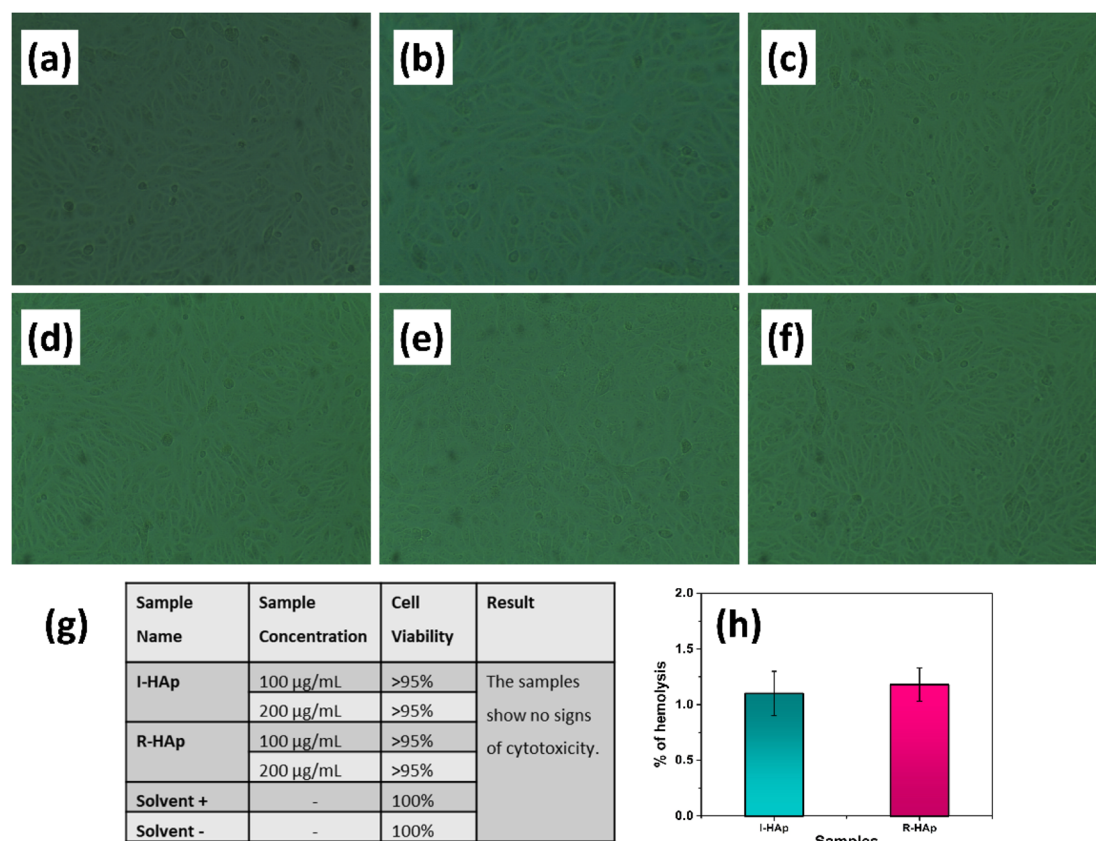 (a)
(b)
(c)
(d)
(e)
(f)
(g)
Sample Name
Sample Concentration
Cell Viability
Result
I-HAp
100 µg/mL
>95%
The samples show no signs of cytotoxicity.
200 µg/mL
>95%
R-HAp
100 µg/mL
>95%
200 µg/mL
>95%
Solvent +
-
100%
Solvent -
-
100%
(h)
% of hemolysis
2.0
1.5
1.0
0.5
0.0
I-HAp
R-HAp
Samples